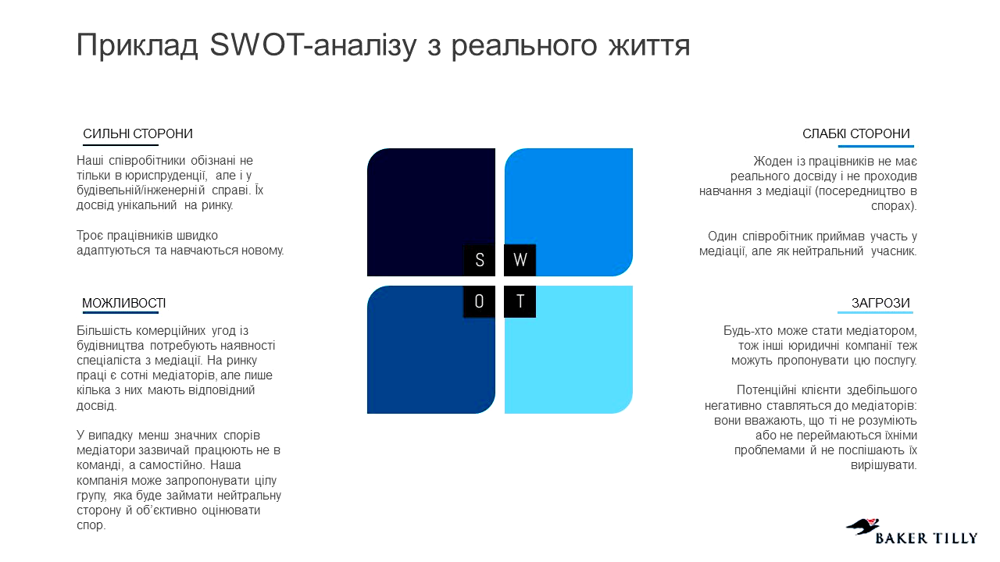 Приклад SWOT-аналізу з реального життя
СИЛЬНІ СТОРОНИ
Наші співробітники обізнані не
тільки в юриспруденції, але і у
будівельній/інженерній справі. Їх
досвід унікальний на ринку.
Троє працівників швидко
адаптуються та навчаються новому.
СЛАБКІ СТОРОНИ
Жоден із працівників не має
реального досвіду і не проходив
навчання з медіації (посередництво в
спорах).
Один співробітник приймав участь у
медіації, але як нейтральний учасник.
S
W
O
T
МОЖЛИВОСТІ
Більшість комерційних угод із
будівництва потребують наявності
спеціаліста з медіації. На ринку
праці є сотні медіаторів, але лише
кілька з них мають відповідний
досвід.
У випадку менш значних спорів
медіатори зазвичай працюють не в
команді, а самостійно. Наша
компанія може запропонувати цілу
групу, яка буде займати нейтральну
сторону й об’єктивно оцінювати
спор.
ЗАГРОЗИ
Будь-хто може стати медіатором,
тож інші юридичні компанії теж
можуть пропонувати цю послугу.
Потенційні клієнти здебільшого
негативно ставляться до медіаторів:
вони вважають, що ті не розуміють
або не переймаються їхніми
проблемами й не поспішають їх
вирішувати.
BAKER TILLY